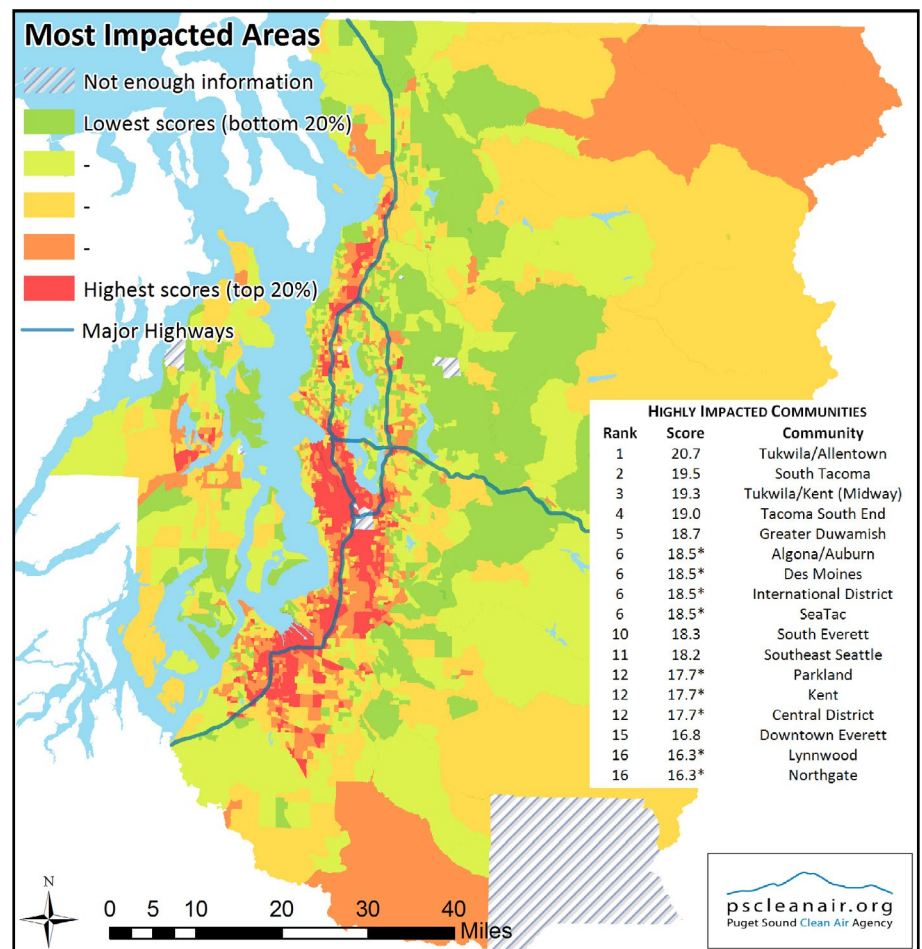 Most Impacted Areas
Not enough information
Lowest scores (bottom 20%)
-
-
-
Highest scores (top 20%)
Major Highways
HIGHLY IMPACTED COMMUNITIES
Rank Score Community
1 20.7 Tukwila/Allentown
2 19.5 South Tacoma
3 19.3 Tukwila/Kent (Midway)
4 19.0 Tacoma South End
5 18.7 Greater Duwamish
6 18.5* Algona/Auburn
6 18.5* Des Moines
6 18.5* International District
6 18.5* SeaTac
10 18.3 South Everett
11 18.2 Southeast Seattle
12 17.7* Parkland
12 17.7* Kent
12 17.7* Central District
15 16.8 Downtown Everett
16 16.3* Lynnwood
16 16.3* Northgate
N
0 5 10 20 30 40
Miles
pscleanair.org
Puget Sound Clean Air Agency